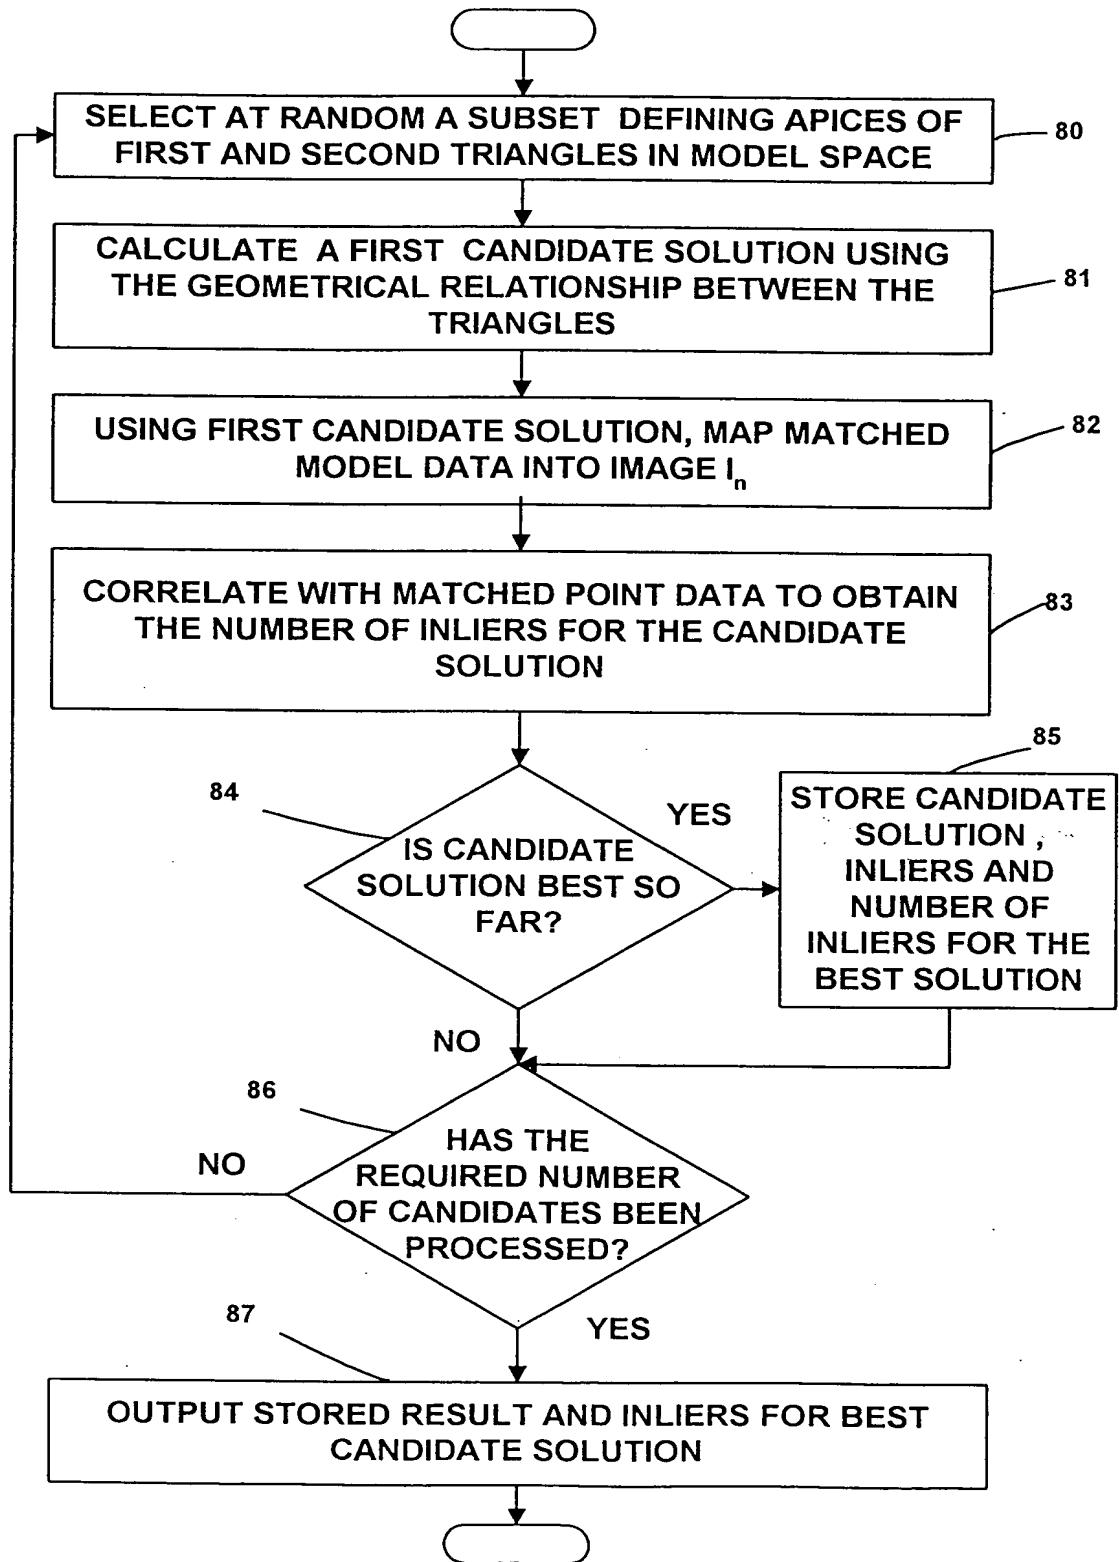 SELECT AT RANDOM A SUBSET DEFINING APICES OF
FIRST AND SECOND TRIANGLES IN MODEL SPACE
80
CALCULATE A FIRST CANDIDATE SOLUTION USING
THE GEOMETRICAL RELATIONSHIP BETWEEN THE
TRIANGLES
81
USING FIRST CANDIDATE SOLUTION, MAP MATCHED
MODEL DATA INTO IMAGE Iₙ
82
CORRELATE WITH MATCHED POINT DATA TO OBTAIN
THE NUMBER OF INLIERS FOR THE CANDIDATE
SOLUTION
83
84
IS CANDIDATE
SOLUTION BEST SO
FAR?
YES
85
STORE CANDIDATE
SOLUTION ,
INLIERS AND
NUMBER OF
INLIERS FOR THE
BEST SOLUTION
NO
86
HAS THE
REQUIRED NUMBER
OF CANDIDATES BEEN
PROCESSED?
NO
YES
87
OUTPUT STORED RESULT AND INLIERS FOR BEST
CANDIDATE SOLUTION